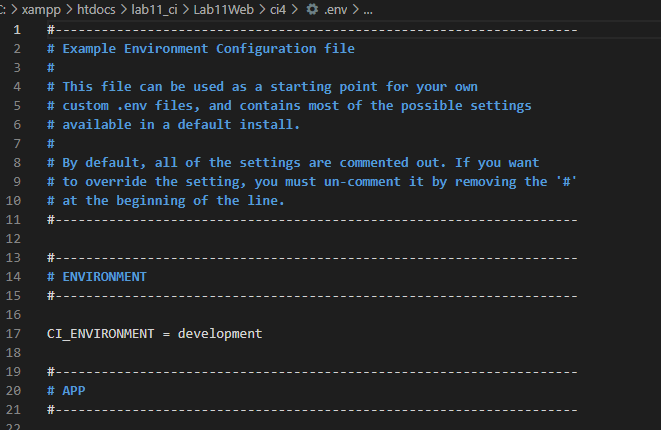 C: > xampp > htdocs > lab11_ci > Lab11Web > ci4 > .env > ...
1 #---------------------------------------------------------------------
2 # Example Environment Configuration file
3 #
4 # This file can be used as a starting point for your own
5 # custom .env files, and contains most of the possible settings
6 # available in a default install.
7 #
8 # By default, all of the settings are commented out. If you want
9 # to override the setting, you must un-comment it by removing the '#'
10 # at the beginning of the line.
11 #---------------------------------------------------------------------
12
13 #---------------------------------------------------------------------
14 # ENVIRONMENT
15 #---------------------------------------------------------------------
16
17 CI_ENVIRONMENT = development
18
19 #---------------------------------------------------------------------
20 # APP
21 #---------------------------------------------------------------------
22